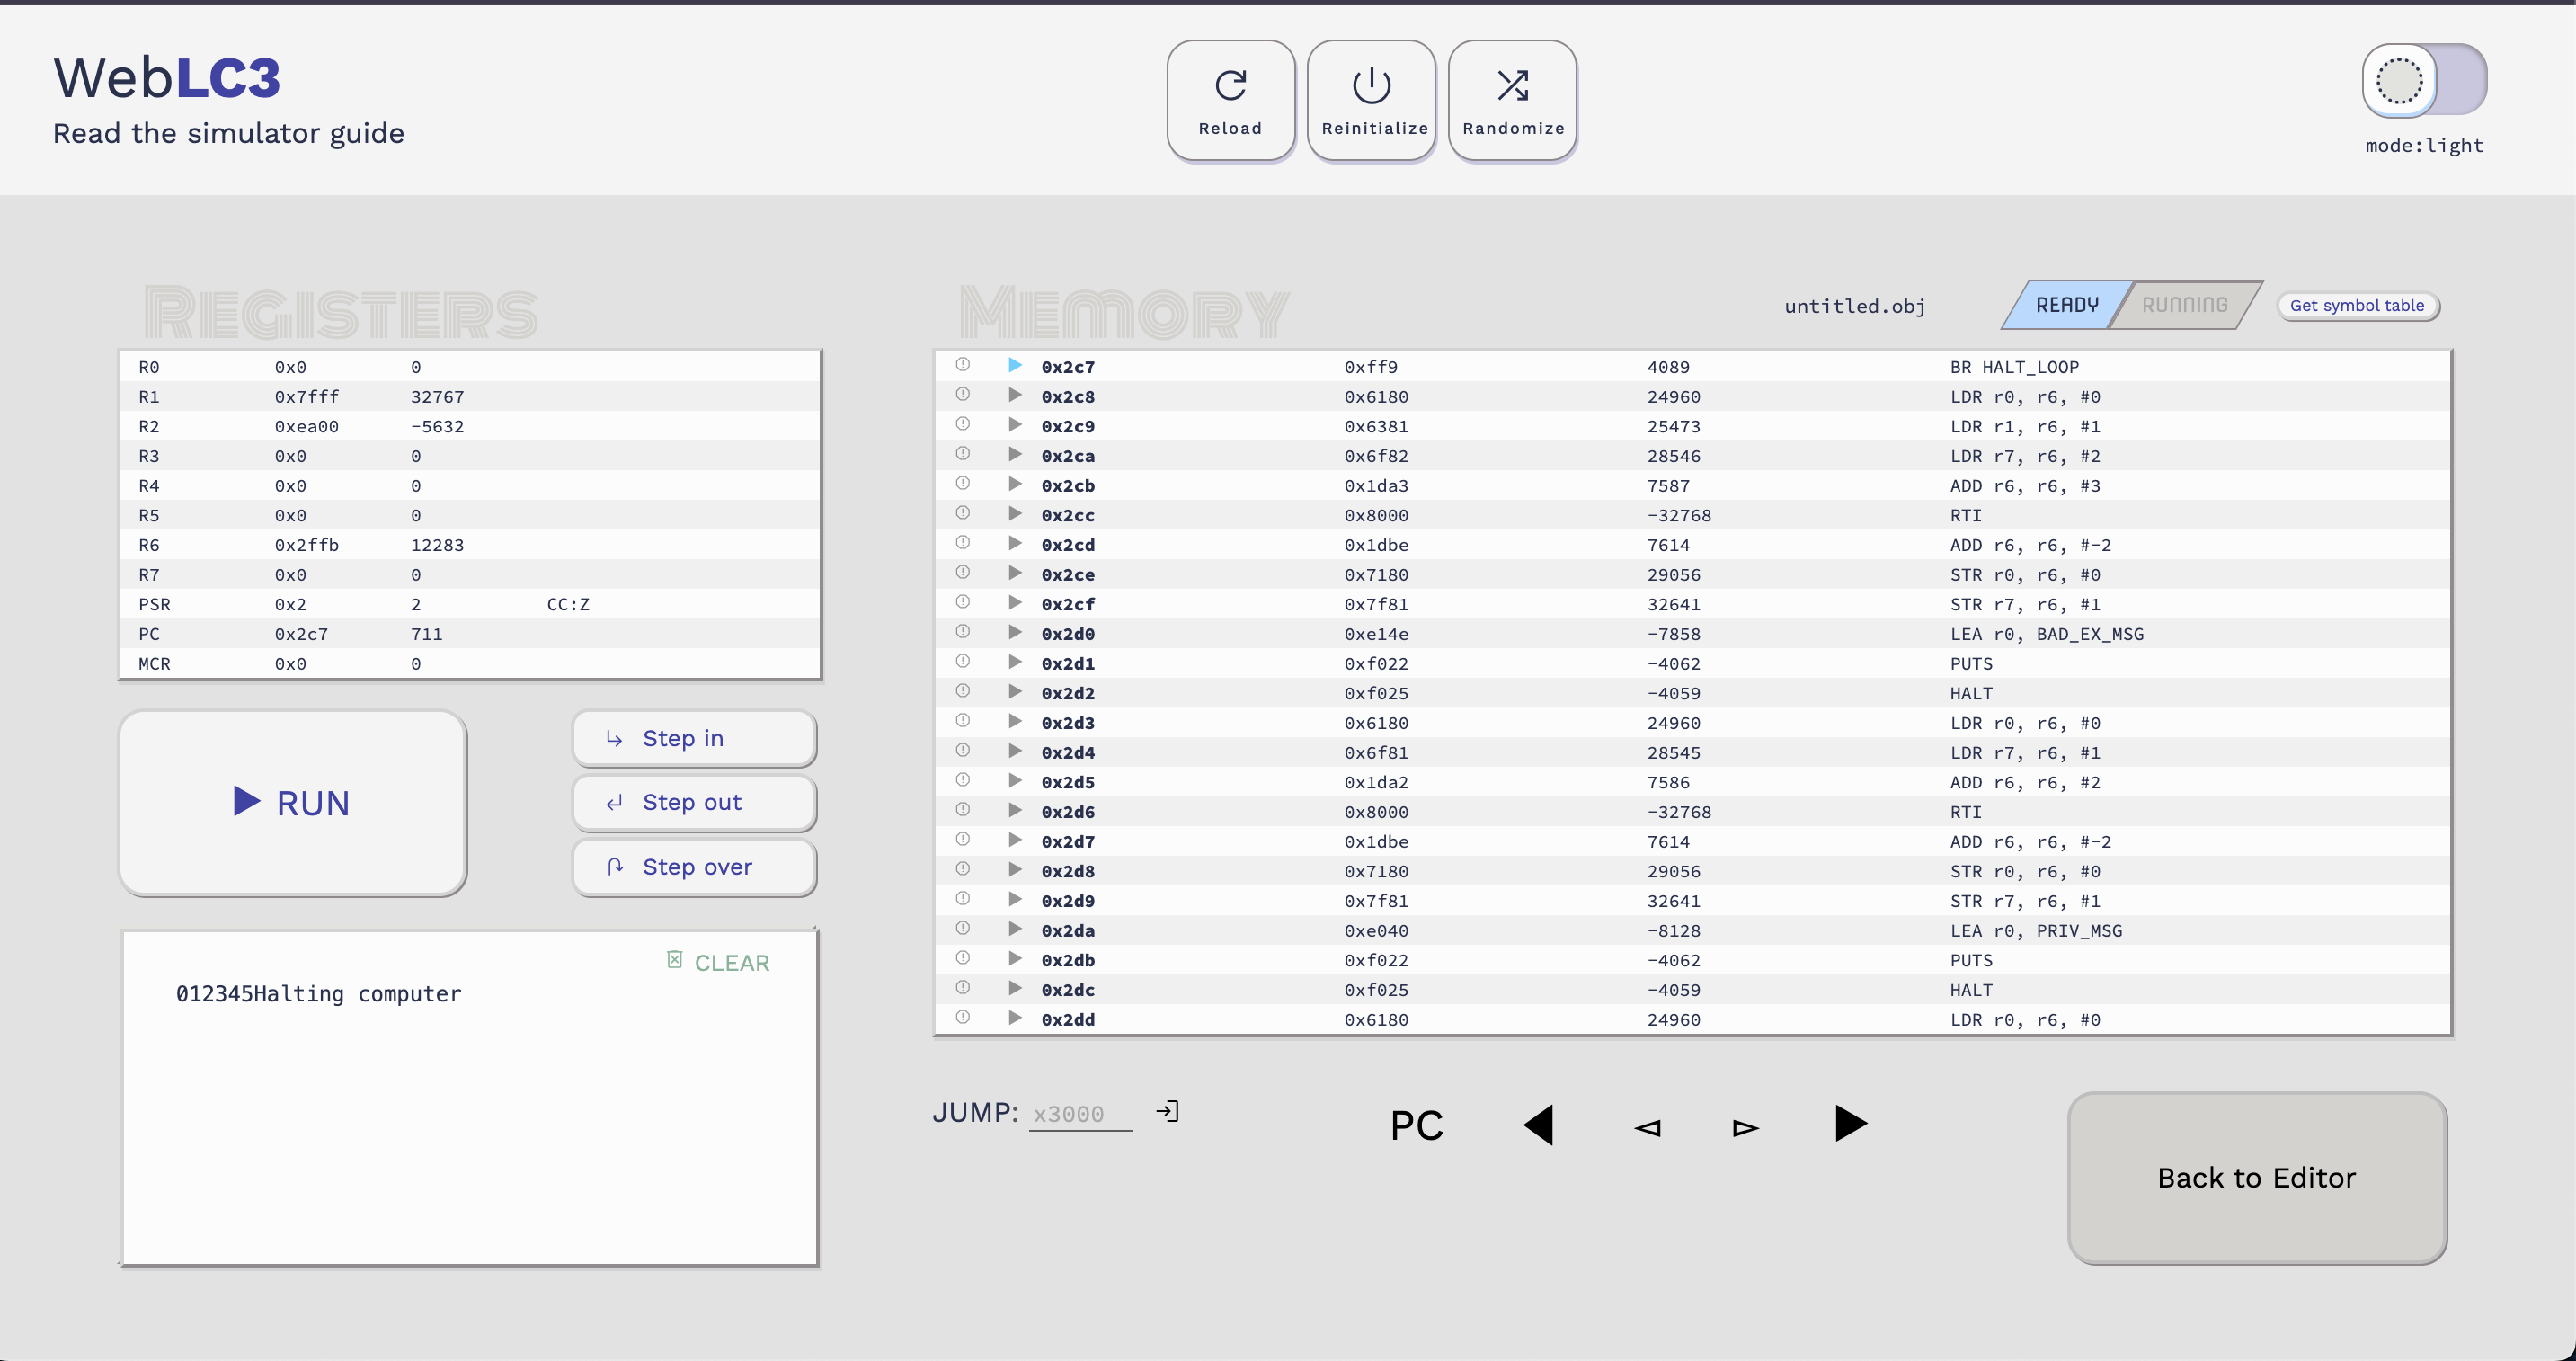 WebLC3
Read the simulator guide
Reload
Reinitialize
Randomize
mode:light
Registers
R0 0x0 0
R1 0x7fff 32767
R2 0xea00 -5632
R3 0x0 0
R4 0x0 0
R5 0x0 0
R6 0x2ffb 12283
R7 0x0 0
PSR 0x2 2 CC:Z
PC 0x2c7 711
MCR 0x0 0
RUN
Step in
Step out
Step over
CLEAR
012345Halting computer
Memory
untitled.obj
READY
RUNNING
Get symbol table
0x2c7 0xff9 4089 BR HALT_LOOP
0x2c8 0x6180 24960 LDR r0, r6, #0
0x2c9 0x6381 25473 LDR r1, r6, #1
0x2ca 0x6f82 28546 LDR r7, r6, #2
0x2cb 0x1da3 7587 ADD r6, r6, #3
0x2cc 0x8000 -32768 RTI
0x2cd 0x1dbe 7614 ADD r6, r6, #-2
0x2ce 0x7180 29056 STR r0, r6, #0
0x2cf 0x7f81 32641 STR r7, r6, #1
0x2d0 0xe14e -7858 LEA r0, BAD_EX_MSG
0x2d1 0xf022 -4062 PUTS
0x2d2 0xf025 -4059 HALT
0x2d3 0x6180 24960 LDR r0, r6, #0
0x2d4 0x6f81 28545 LDR r7, r6, #1
0x2d5 0x1da2 7586 ADD r6, r6, #2
0x2d6 0x8000 -32768 RTI
0x2d7 0x1dbe 7614 ADD r6, r6, #-2
0x2d8 0x7180 29056 STR r0, r6, #0
0x2d9 0x7f81 32641 STR r7, r6, #1
0x2da 0xe040 -8128 LEA r0, PRIV_MSG
0x2db 0xf022 -4062 PUTS
0x2dc 0xf025 -4059 HALT
0x2dd 0x6180 24960 LDR r0, r6, #0
JUMP: x3000
PC
Back to Editor